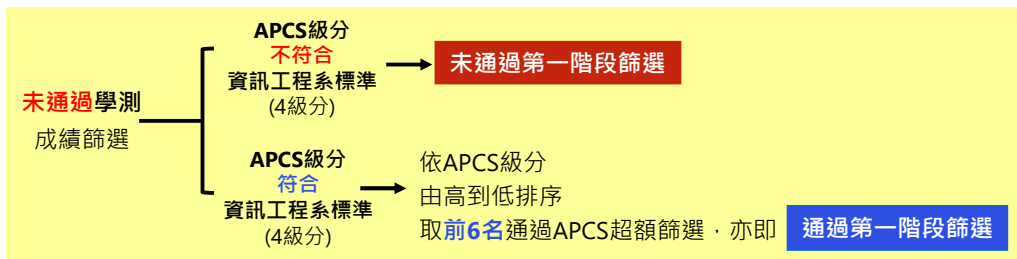 未通過學測
成績篩選
APCS級分
不符合
資訊工程系標準
(4級分)
未通過第一階段篩選
APCS級分
符合
資訊工程系標準
(4級分)
依APCS級分
由高到低排序
取前6名通過APCS超額篩選，亦即
通過第一階段篩選